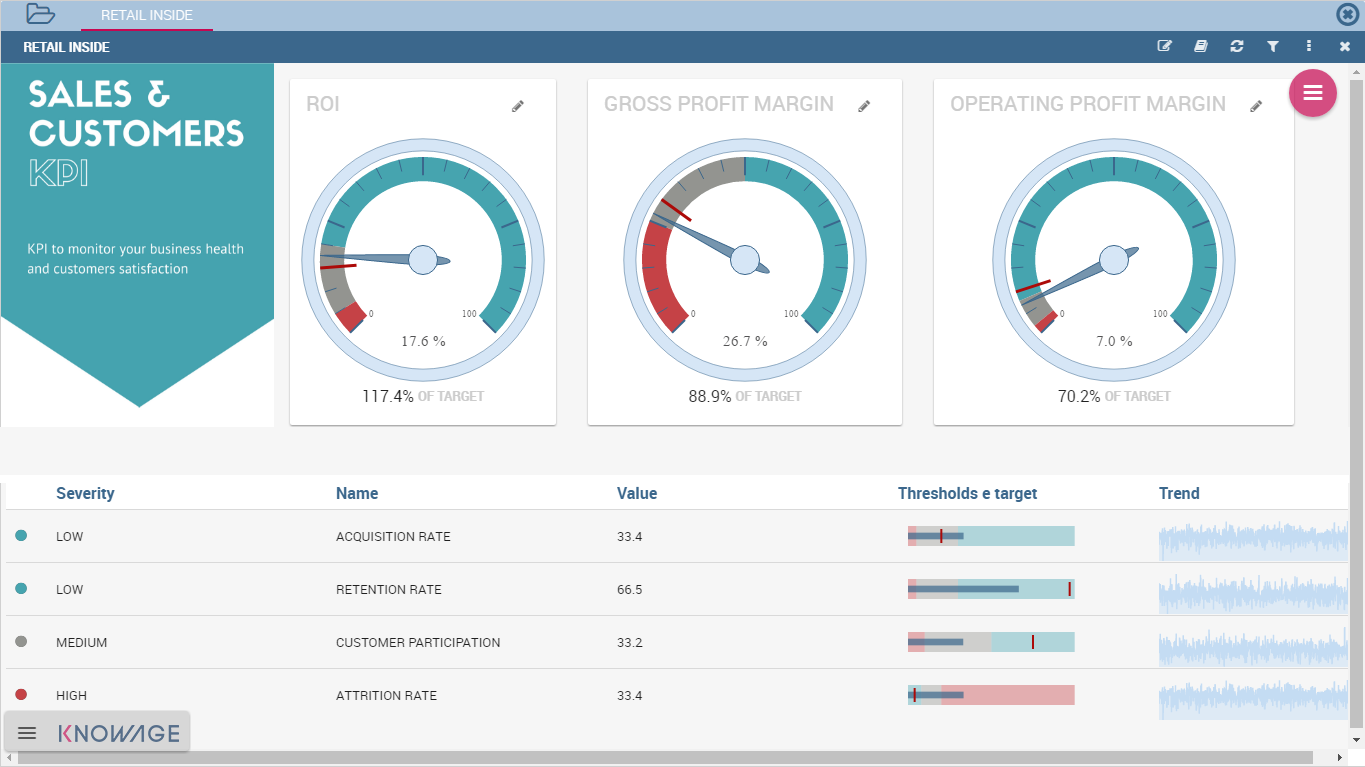 RETAIL INSIDE
RETAIL INSIDE
SALES &
CUSTOMERS
KPI
KPI to monitor your business health
and customers satisfaction
ROI
0
100
17.6 %
117.4% OF TARGET
GROSS PROFIT MARGIN
0
100
26.7 %
88.9% OF TARGET
OPERATING PROFIT MARGIN
0
100
7.0 %
70.2% OF TARGET
Severity Name Value Thresholds e target Trend
LOW ACQUISITION RATE 33.4
LOW RETENTION RATE 66.5
MEDIUM CUSTOMER PARTICIPATION 33.2
HIGH ATTRITION RATE 33.4
KNOWAGE